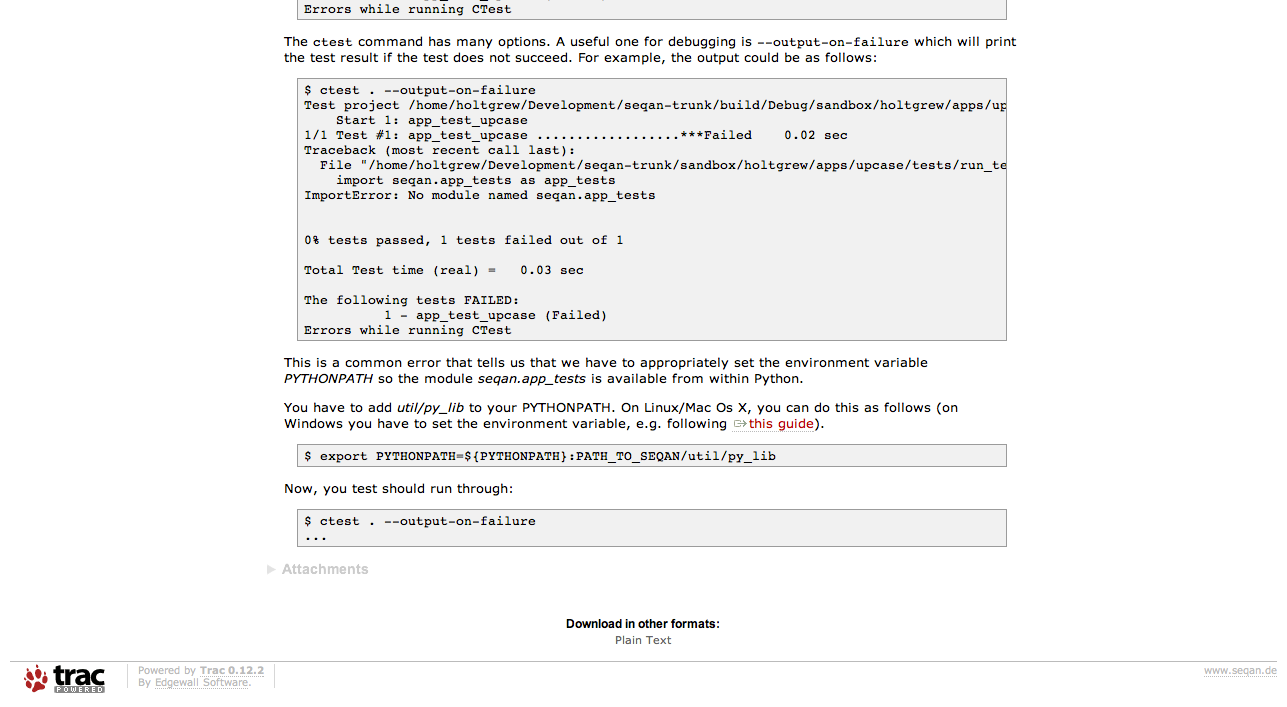 Errors while running CTest
The ctest command has many options. A useful one for debugging is --output-on-failure which will print
the test result if the test does not succeed. For example, the output could be as follows:
$ ctest . --output-on-failure
Test project /home/holtgrew/Development/seqan-trunk/build/Debug/sandbox/holtgrew/apps/up
    Start 1: app_test_upcase
1/1 Test #1: app_test_upcase ..................***Failed    0.02 sec
Traceback (most recent call last):
  File "/home/holtgrew/Development/seqan-trunk/sandbox/holtgrew/apps/upcase/tests/run_te
    import seqan.app_tests as app_tests
ImportError: No module named seqan.app_tests
0% tests passed, 1 tests failed out of 1
Total Test time (real) =   0.03 sec
The following tests FAILED:
          1 - app_test_upcase (Failed)
Errors while running CTest
This is a common error that tells us that we have to appropriately set the environment variable
PYTHONPATH so the module seqan.app_tests is available from within Python.
You have to add util/py_lib to your PYTHONPATH. On Linux/Mac Os X, you can do this as follows (on
Windows you have to set the environment variable, e.g. following this guide).
$ export PYTHONPATH=${PYTHONPATH}:PATH_TO_SEQAN/util/py_lib
Now, you test should run through:
$ ctest . --output-on-failure
...
Attachments
Download in other formats:
Plain Text
trac
POWERED
Powered by Trac 0.12.2
By Edgewall Software.
www.seqan.de